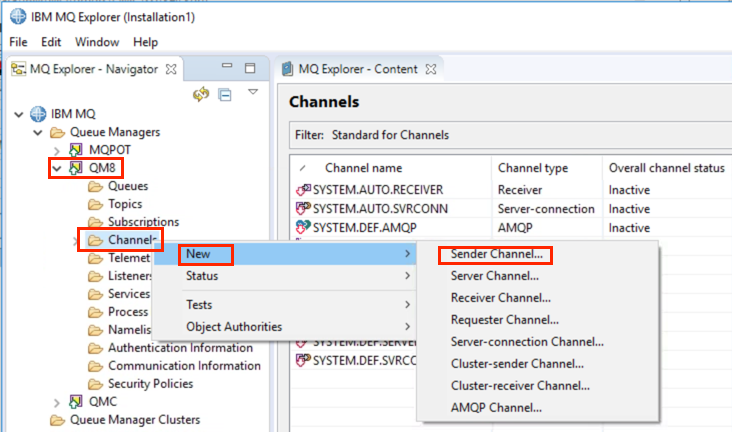 IBM MQ Explorer (Installation1)
File Edit Window Help
MQ Explorer - Navigator
IBM MQ
Queue Managers
MQPOT
QM8
Queues
Topics
Subscriptions
Channels
Telemet
Listeners
Services
Process
Namelis
Authentication Information
Communication Information
Security Policies
QMC
Queue Manager Clusters
MQ Explorer - Content
Channels
Filter: Standard for Channels
Channel name Channel type Overall channel status
SYSTEM.AUTO.RECEIVER Receiver Inactive
SYSTEM.AUTO.SVRCONN Server-connection Inactive
SYSTEM.DEF.AMQP AMQP Inactive
SYSTEM.DEF.SERVE
SYSTEM.DEF.SVRCO
New
Status
Tests
Object Authorities
Sender Channel...
Server Channel...
Receiver Channel...
Requester Channel...
Server-connection Channel...
Cluster-sender Channel...
Cluster-receiver Channel...
AMQP Channel...